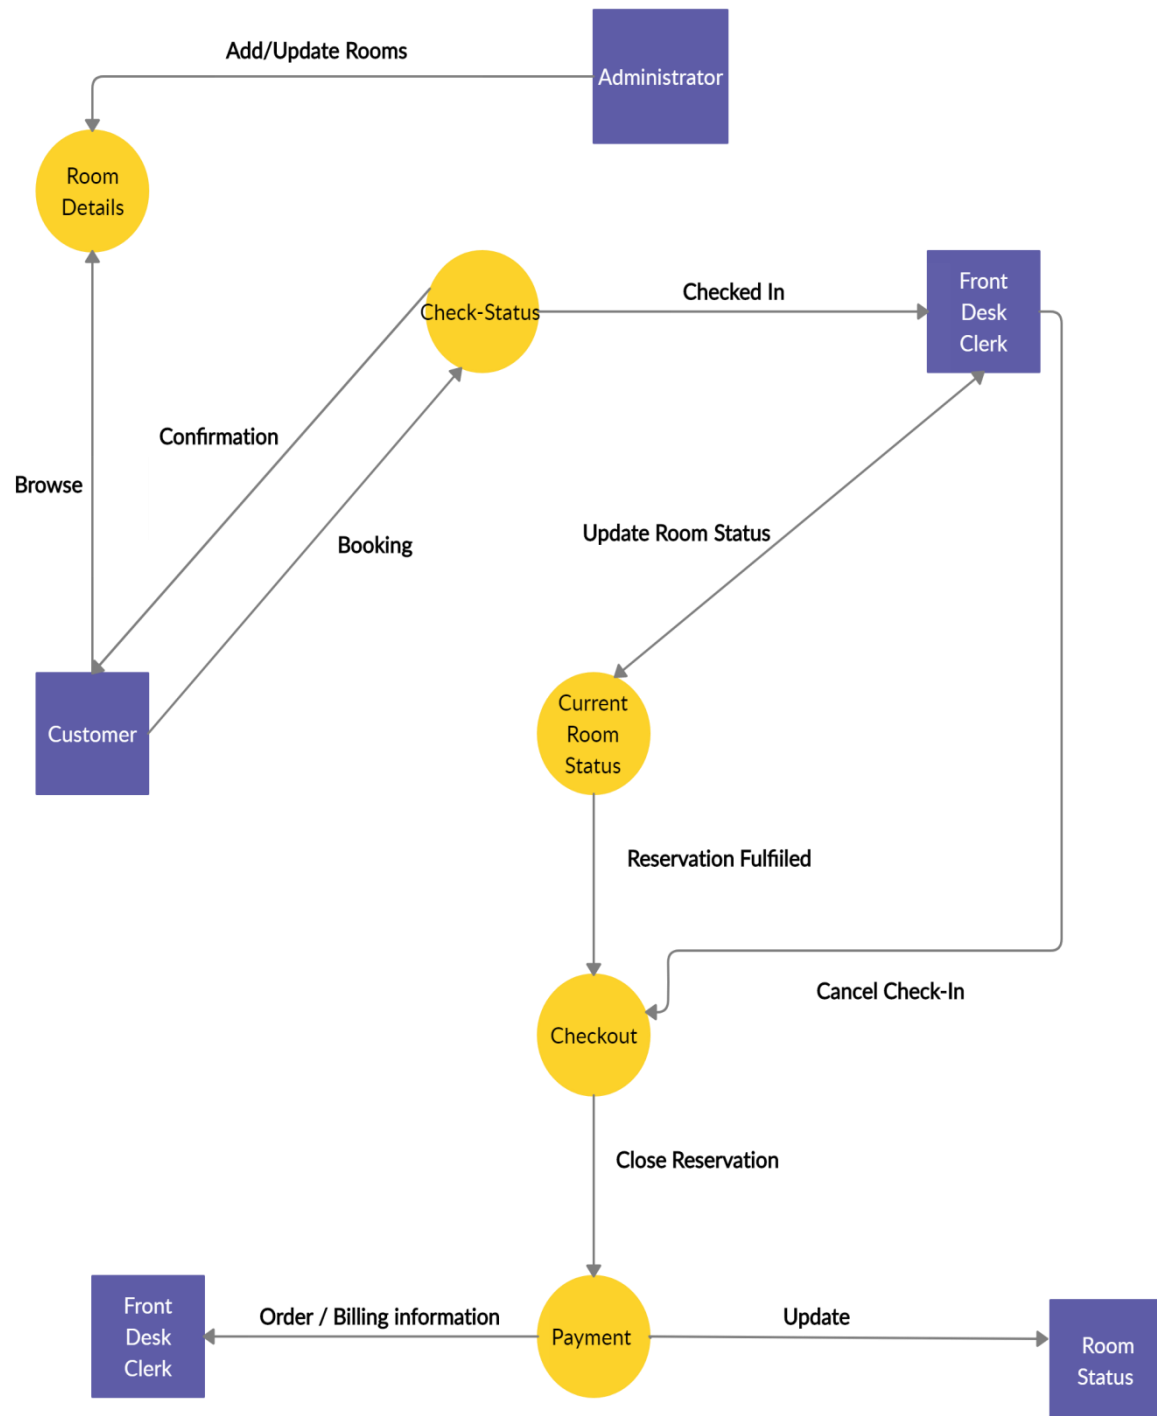 Add/Update Rooms
Administrator
Room
Details
Check-Status
Checked In
Front
Desk
Clerk
Confirmation
Browse
Booking
Update Room Status
Customer
Current
Room
Status
Reservation Fulfiiled
Cancel Check-In
Checkout
Close Reservation
Front
Desk
Clerk
Order / Billing information
Payment
Update
Room
Status